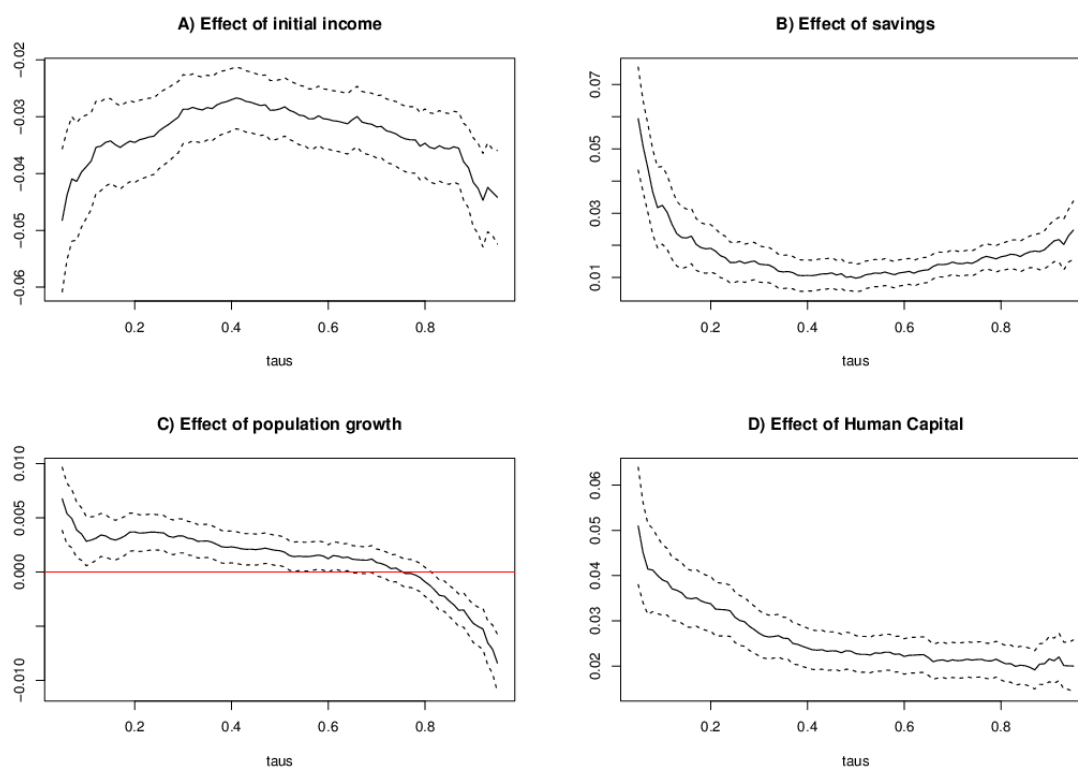 A) Effect of initial income
-0.02
-0.03
-0.04
-0.05
-0.06
0.2 0.4 0.6 0.8
taus
B) Effect of savings
0.07
0.05
0.03
0.01
0.2 0.4 0.6 0.8
taus
C) Effect of population growth
0.010
0.005
0.000
-0.010
0.2 0.4 0.6 0.8
taus
D) Effect of Human Capital
0.06
0.05
0.04
0.03
0.02
0.2 0.4 0.6 0.8
taus